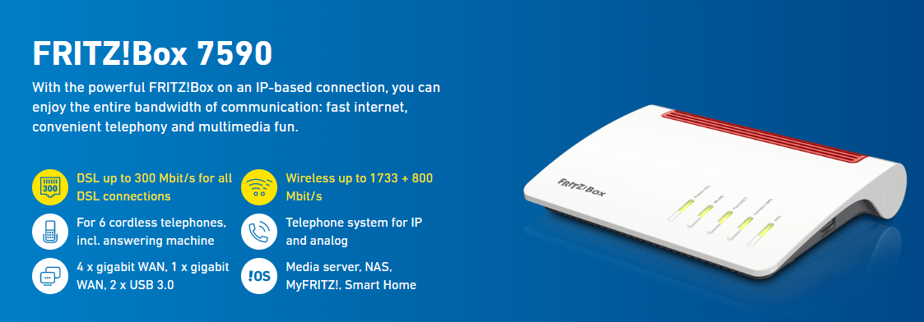 FRITZ!Box 7590
With the powerful FRITZ!Box on an IP-based connection, you can
enjoy the entire bandwidth of communication: fast internet,
convenient telephony and multimedia fun.
300
DSL up to 300 Mbit/s for all
DSL connections
Wireless up to 1733 + 800
Mbit/s
For 6 cordless telephones,
incl. answering machine
Telephone system for IP
and analog
4 x gigabit WAN, 1 x gigabit
WAN, 2 x USB 3.0
!OS
Media server, NAS,
MyFRITZ!, Smart Home
FRITZ!Box